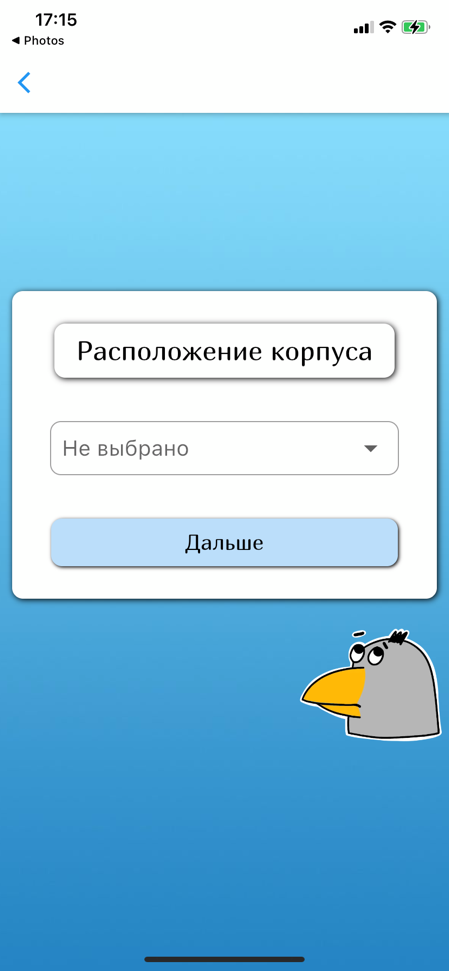 17:15
◀ Photos
Расположение корпуса
Не выбрано
Дальше